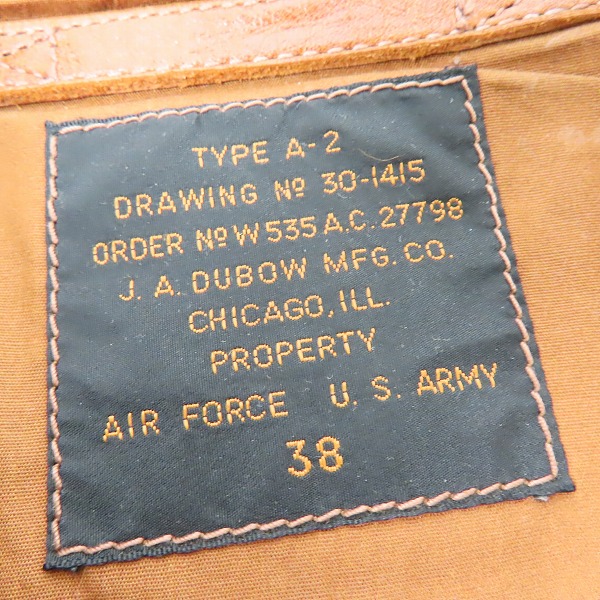 TYPE A-2
DRAWING Nº 30-1415
ORDER Nº W535A.C.27798
J. A. DUBOW MFG. CO.
CHICAGO, ILL.
PROPERTY
AIR FORCE U. S. ARMY
38